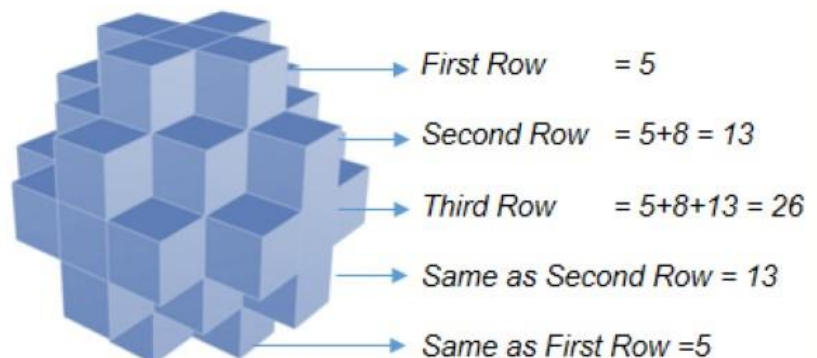 First Row = 5
Second Row = 5+8 = 13
Third Row = 5+8+13 = 26
Same as Second Row = 13
Same as First Row =5